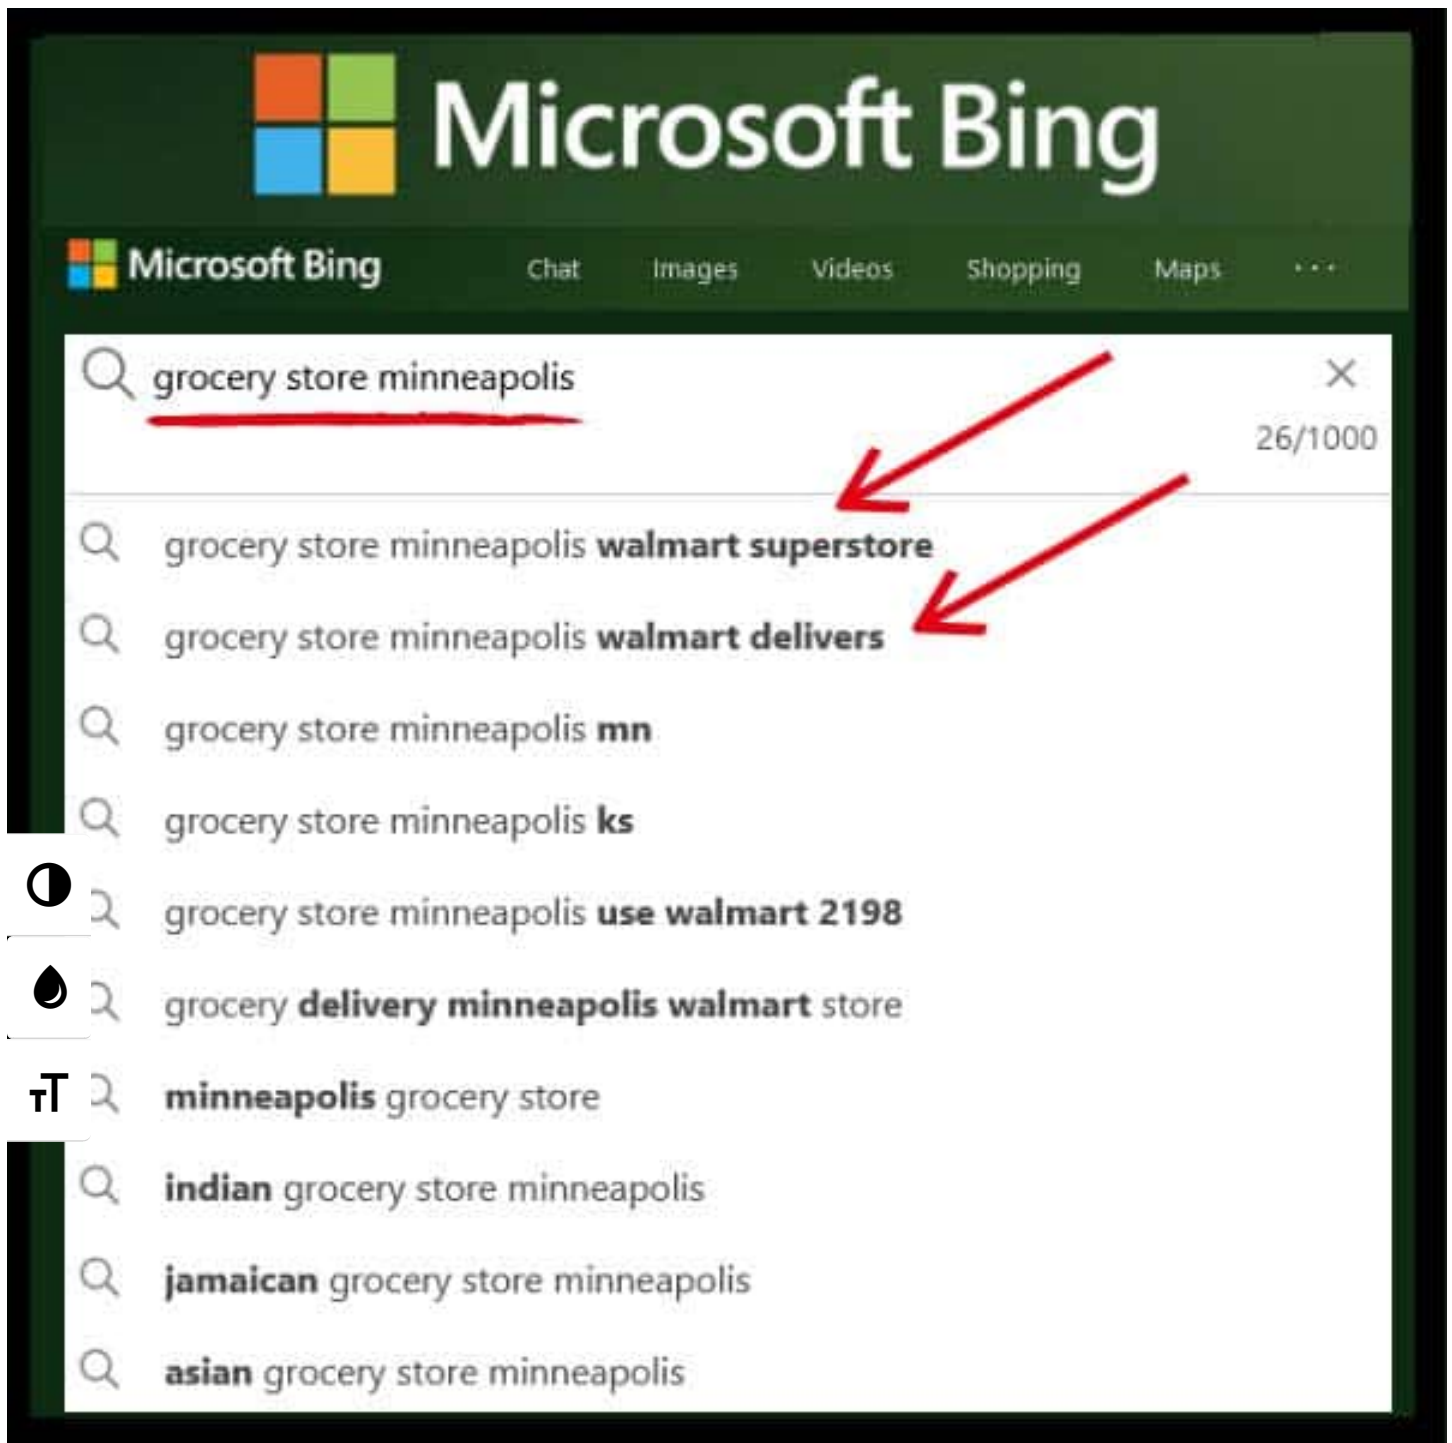 Microsoft Bing
Microsoft Bing Chat Images Videos Shopping Maps ...
grocery store minneapolis
26/1000
grocery store minneapolis walmart superstore
grocery store minneapolis walmart delivers
grocery store minneapolis mn
grocery store minneapolis ks
grocery store minneapolis use walmart 2198
grocery delivery minneapolis walmart store
minneapolis grocery store
indian grocery store minneapolis
jamaican grocery store minneapolis
asian grocery store minneapolis